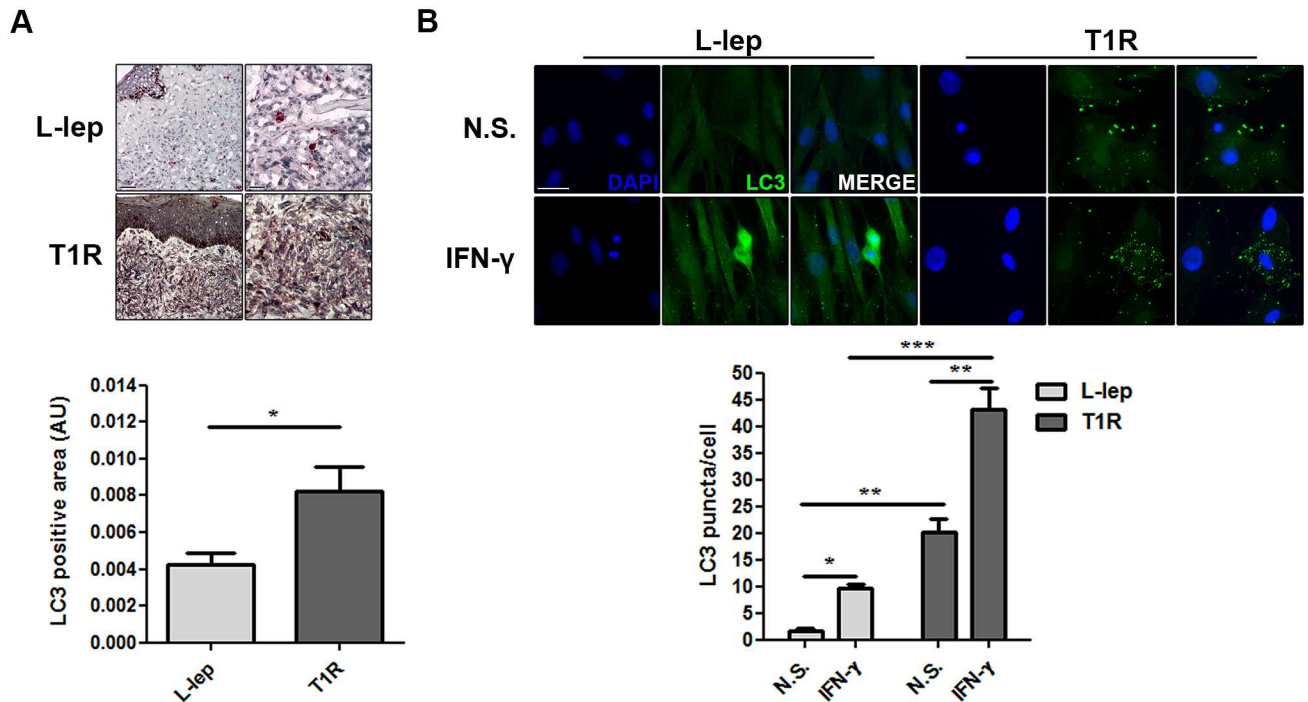 A
B
L-lep
T1R
L-lep
N.S.
DAPI
LC3
MERGE
T1R
IFN-γ
LC3 positive area (AU)
0.014
0.012
0.010
0.008
0.006
0.004
0.002
0.000
*
L-lep
T1R
LC3 puncta/cell
50
45
40
35
30
25
20
15
10
5
0
***
**
**
*
L-lep
T1R
N.S.
IFN-γ
N.S.
IFN-γ